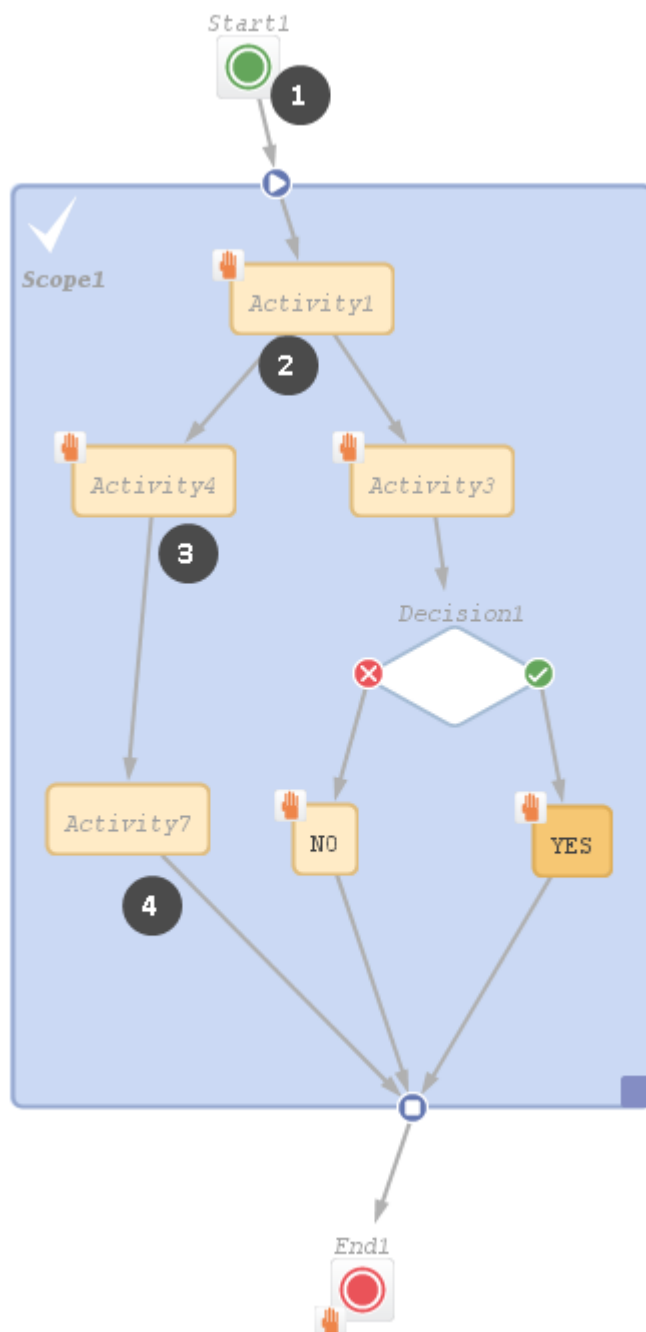 Start1
1
Scope1
Activity1
2
Activity4
Activity3
3
Decision1
Activity7
NO
YES
4
End1